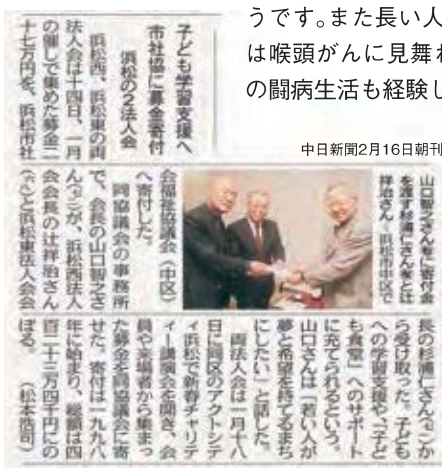 うです。また長い人
は喉頭がんに見舞わ
の闘病生活も経験し
中日新聞2月16日朝刊
子ども学習支援へ
市社協に募金寄付
浜松の2法人会
浜松西、浜松東の両
法人会は十四日、一月
の催しで集めた募金二
十七万円を、浜松市社
会福祉協議会（中区）
へ寄付した。
同協議会の事務所
で、会長の山口智之さ
んが、浜松西法人
会会長の辻祥治さん
と浜松東法人会会
長の杉浦仁さんか
ら受け取った。子ども
への学習支援や、「子ど
も食堂」へのサポート
に充てられるという。
山口さんは「若い人が
夢と希望を持てるまち
にしたい」と話した。
両法人会は一月十八
日に同区のアクトシテ
ィ浜松で新春チャリテ
ィー講演会を開き、会
員や来場者から集まっ
た募金を同協議会に寄
せた。寄付は一九九八
年に始まり、総額は四
百二十三万四千円にの
ぼる。（松本浩司）
山口智之さん㊨に寄付金
を渡す杉浦仁さん㊥と辻
祥治さん＝浜松市中区で